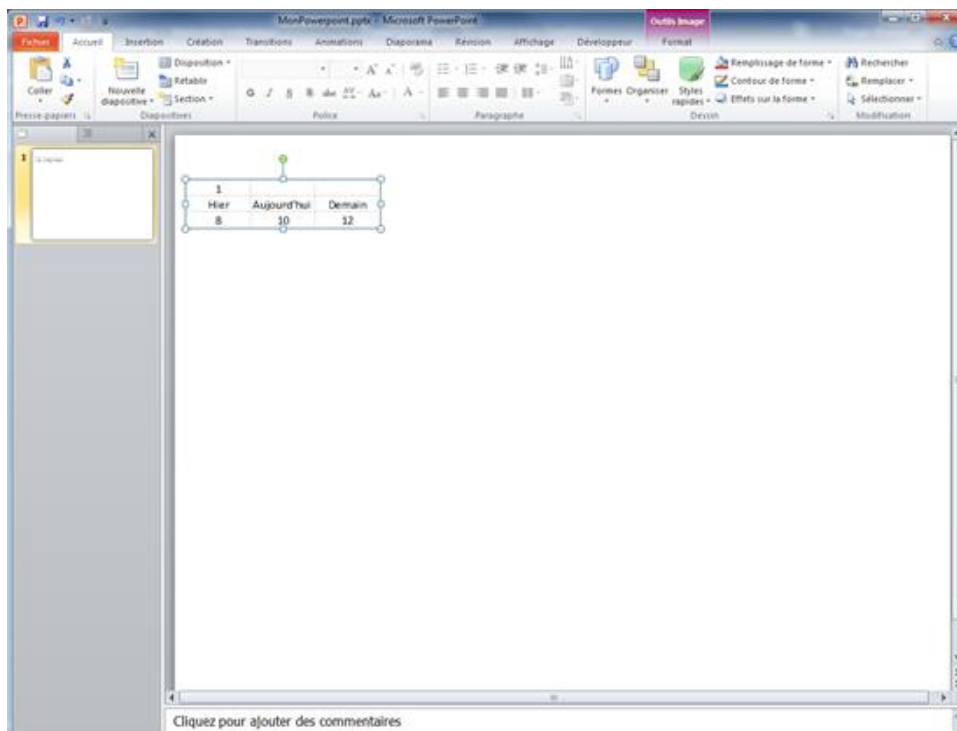 MonPowerpoint.pptx - Microsoft PowerPoint
Outils Image
Fichier Accueil Insertion Création Transitions Animations Diaporama Révision Affichage Développeur Format
Coller
Nouvelle diapositive
Disposition
Rétablir
Section
Formes Organiser Styles rapides
Remplissage de forme
Contour de forme
Effets sur la forme
Rechercher
Remplacer
Sélectionner
Presse-papiers Diapositives Police Paragraphe Dessin Modification
1
1
Hier Aujourd'hui Demain
8 10 12
Cliquez pour ajouter des commentaires